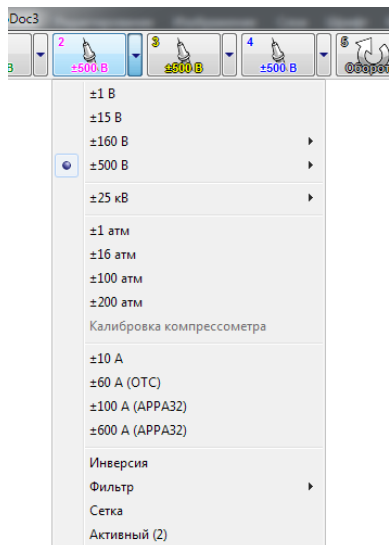 Doc3
В
2
±500 В
3
±500 В
4
±500 В
5
Оборот
±1 В
±15 В
±160 В
±500 В
±25 кВ
±1 атм
±16 атм
±100 атм
±200 атм
Калибровка компрессометра
±10 А
±60 А (ОТС)
±100 А (APPA32)
±600 А (APPA32)
Инверсия
Фильтр
Сетка
Активный (2)